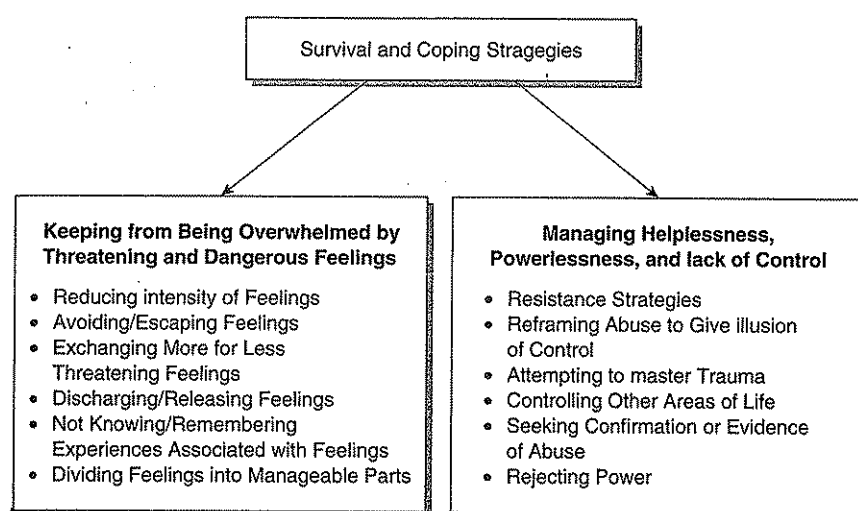 Survival and Coping Stragegies
Keeping from Being Overwhelmed by
Threatening and Dangerous Feelings
• Reducing intensity of Feelings
• Avoiding/Escaping Feelings
• Exchanging More for Less
Threatening Feelings
• Discharging/Releasing Feelings
• Not Knowing/Remembering
Experiences Associated with Feelings
• Dividing Feelings into Manageable Parts
Managing Helplessness,
Powerlessness, and lack of Control
• Resistance Strategies
• Reframing Abuse to Give illusion
of Control
• Attempting to master Trauma
• Controlling Other Areas of Life
• Seeking Confirmation or Evidence
of Abuse
• Rejecting Power